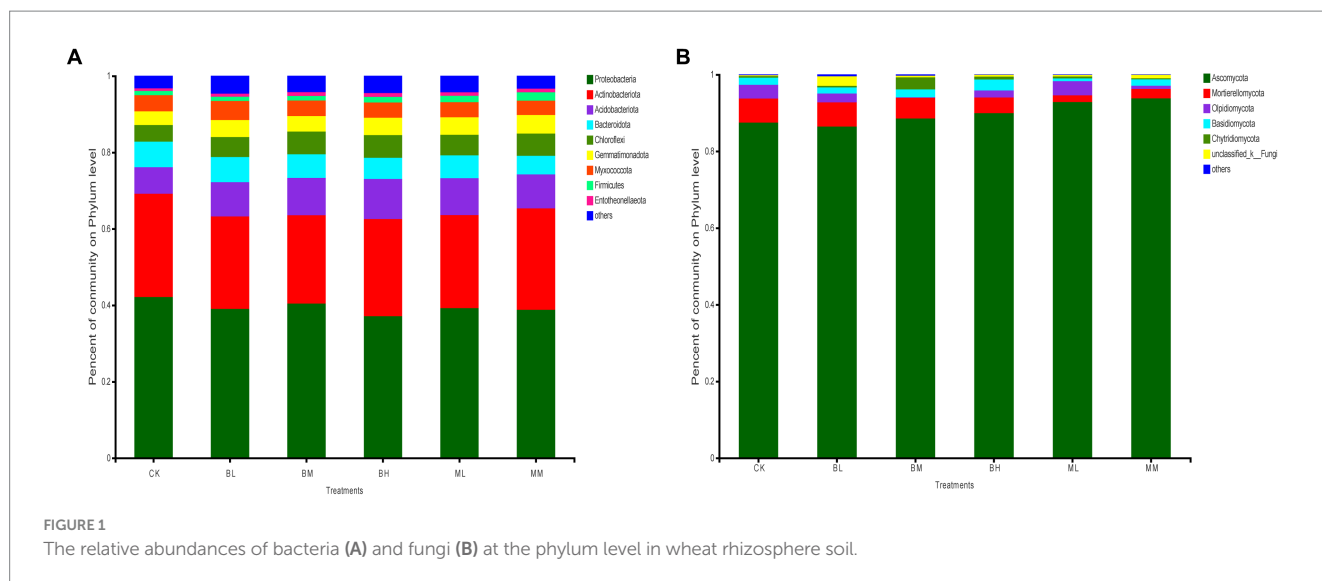 A
Pencent of connunity on Phylum level
1
0.8
0.6
0.4
0.2
0
CK BL BM BH ML MM
Treatments
Proteobacteria
Actinobacteriota
Acidobacteriota
Bacteroidota
Chloroflexi
Gemmatimonadota
Myxococcota
Firmicutes
Entotheonellaeota
others
B
Pencent of connunity on Phylum level
1
0.8
0.6
0.4
0.2
0
CK BL BM BH ML MM
Treatments
Ascomycota
Mortierellomycota
Olpidiomycota
Basidiomycota
Chytridiomycota
unclassified_k__Fungi
others
FIGURE 1
The relative abundances of bacteria (A) and fungi (B) at the phylum level in wheat rhizosphere soil.